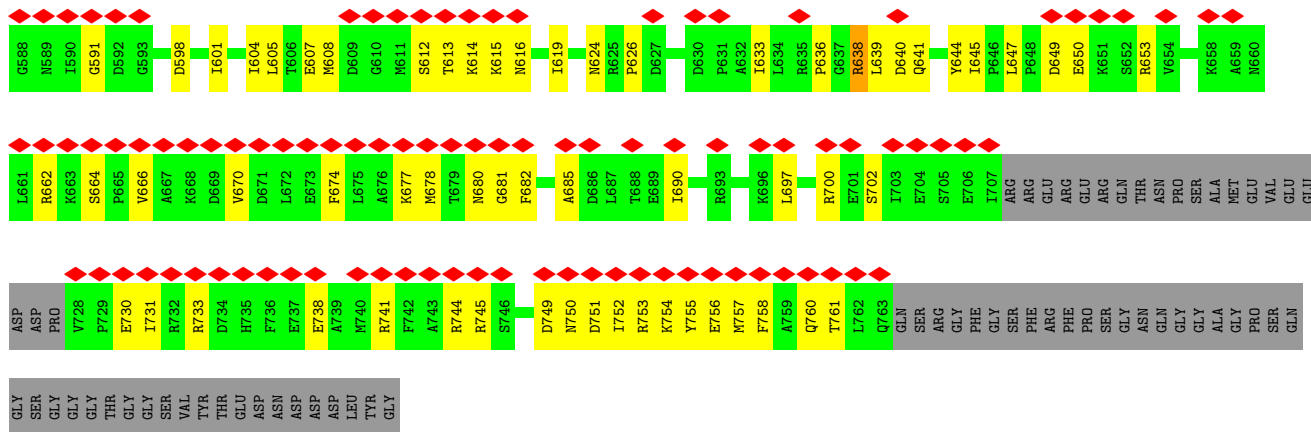 G588 N589 I590 G591 D592 G593 D598 I601 I604 L605 T606 E607 M608 D609 G610 M611 S612 T613 K614 K615 N616 I619 N624 R625 P626 D627 D630 P631 A632 I633 L634 R635 P636 G637 R638 L639 D640 Q641 Y644 I645 P646 L647 P648 D649 E650 K651 S652 R653 V654 K658 A659 N660
L661 R662 K663 S664 P665 V666 A667 K668 D669 V670 D671 L672 E673 F674 L675 A676 K677 M678 T679 N680 G681 F682 A685 D686 L687 T688 E689 I690 R693 K696 L697 R700 E701 S702 I703 E704 S705 E706 I707 ARG ARG GLU ARG GLU ARG GLN THR ASN PRO SER ALA MET GLU VAL GLU GLU
ASP ASP PRO V728 P729 E730 I731 R732 R733 D734 H735 F736 E737 E738 A739 M740 R741 F742 A743 R744 R745 S746 D749 N750 D751 I752 R753 K754 Y755 E756 M757 F758 A759 Q760 T761 L762 Q763 GLN SER ARG GLY PHE GLY SER PHE ARG PHE PRO SER GLY ASN GLN GLY GLY ALA GLY PRO SER GLN
GLY SER GLY GLY GLY THR GLY GLY SER VAL TYR THR GLU ASP ASN ASP ASP ASP LEU TYR GLY